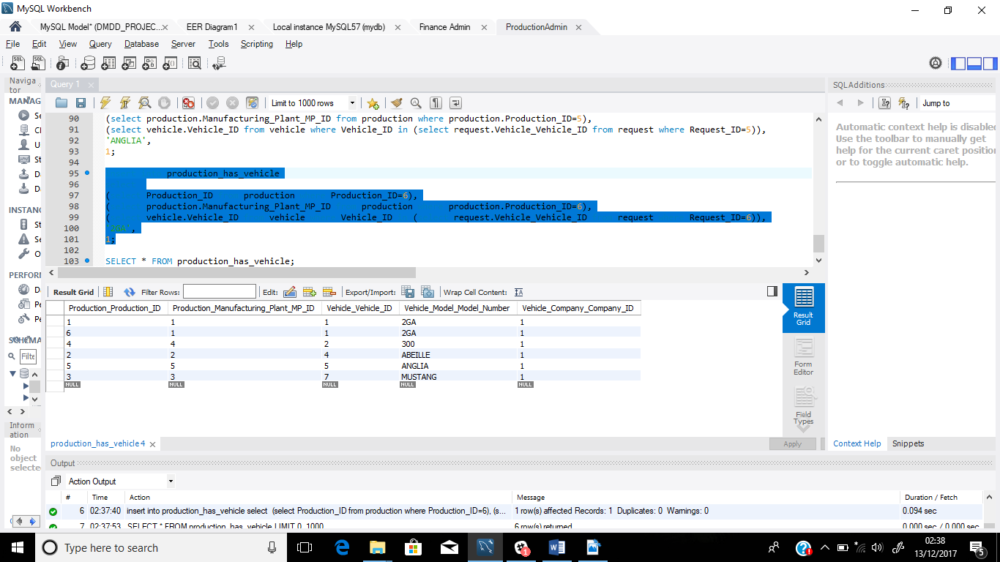 MySQL Workbench
MySQL Model* (DMDD_PROJEC... EER Diagram1 Local instance MySQL57 (mydb) Finance Admin ProductionAdmin
File Edit View Query Database Server Tools Scripting Help
Naviga
tor
MANAG
Se
Cl
U
St
Da
Da
INSTANC
St
Se
O
PERFORI
Da
Pe
Pe
SCHEMA
Filte
Inform
ation
No
object
selecte
Query 1
Limit to 1000 rows
90 (select production.Manufacturing_Plant_MP_ID from production where production.Production_ID=5),
91 (select vehicle.Vehicle_ID from vehicle where Vehicle_ID in (select request.Vehicle_Vehicle_ID from request where Request_ID=5)),
92 'ANGLIA',
93 1;
94
95 production_has_vehicle
96
97 ( Production_ID production Production_ID=6),
98 ( production.Manufacturing_Plant_MP_ID production production.Production_ID=6),
99 ( vehicle.Vehicle_ID vehicle Vehicle_ID ( request.Vehicle_Vehicle_ID request Request_ID=6)),
100 '2GA',
101 1;
102
103 SELECT * FROM production_has_vehicle;
Result Grid Filter Rows: Edit: Export/Import: Wrap Cell Content:
Production_Production_ID Production_Manufacturing_Plant_MP_ID Vehicle_Vehicle_ID Vehicle_Model_Model_Number Vehicle_Company_Company_ID
1 1 1 2GA 1
6 1 1 2GA 1
4 4 2 300 1
2 2 4 ABEILLE 1
5 5 5 ANGLIA 1
3 3 7 MUSTANG 1
NULL NULL NULL NULL NULL
Result
Grid
Form
Editor
Field
Types
production_has_vehicle 4
Apply
SQLAdditions
Jump to
Automatic context help is disabled
Use the toolbar to manually get
help for the current caret position
or to toggle automatic help.
Context Help Snippets
Output
Action Output
# Time Action Message Duration / Fetch
6 02:37:40 insert into production_has_vehicle select (select Production_ID from production where Production_ID=6), (s... 1 row(s) affected Records: 1 Duplicates: 0 Warnings: 0 0.094 sec
7 02:37:53 SELECT * FROM production_has_vehicle LIMIT 0, 1000 6 row(s) returned 0.000 sec / 0.000 sec
Type here to search
02:38
13/12/2017
5
1